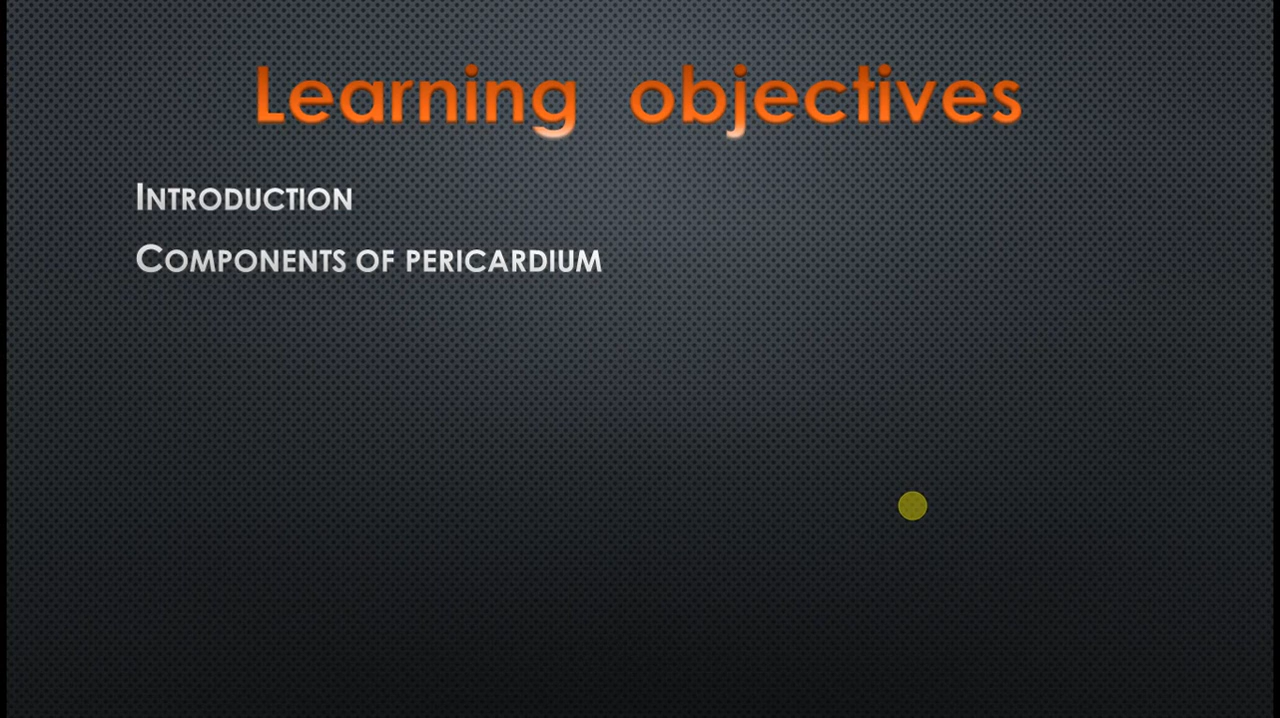 Learning objectives
INTRODUCTION
COMPONENTS OF PERICARDIUM